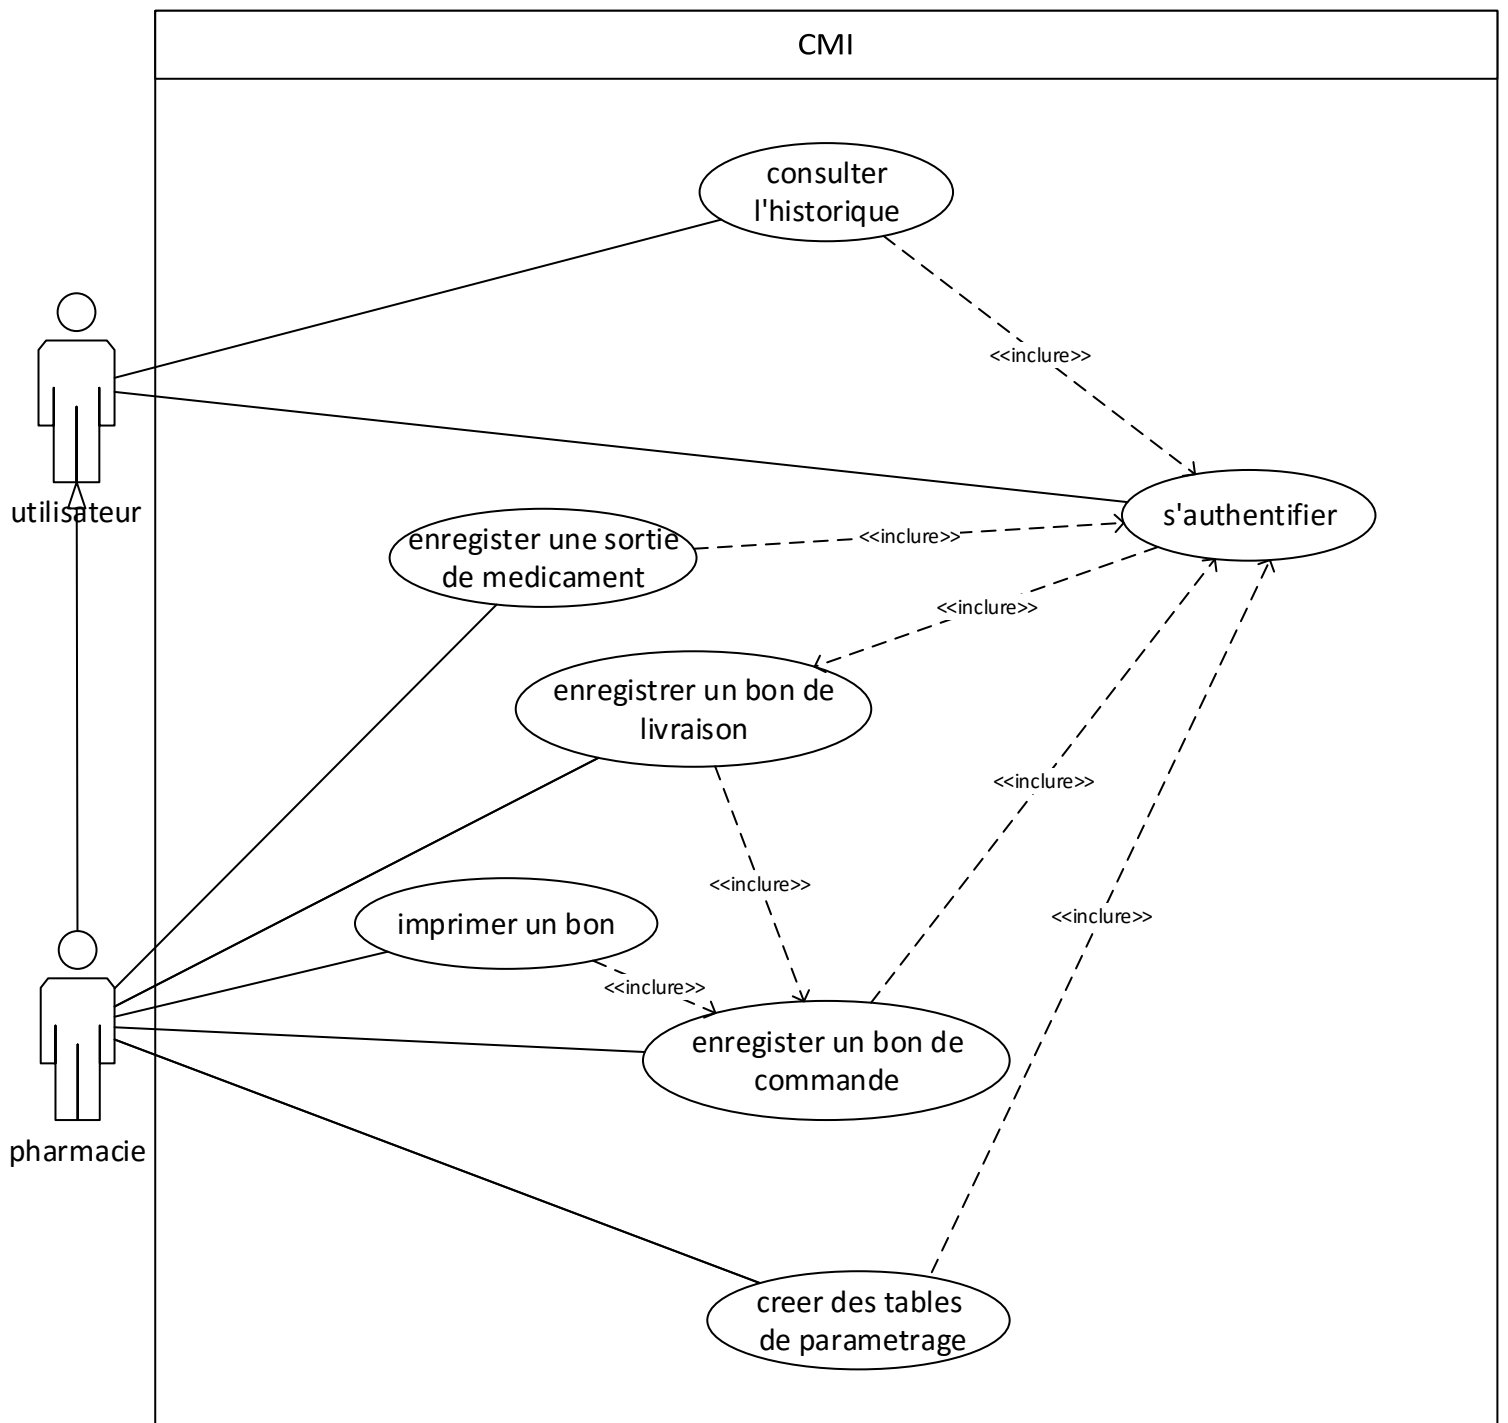 CMI
consulter
l'historique
<<inclure>>
utilisateur
s'authentifier
enregister une sortie
de medicament
<<inclure>>
<<inclure>>
enregistrer un bon de
livraison
<<inclure>>
<<inclure>>
<<inclure>>
imprimer un bon
<<inclure>>
enregister un bon de
commande
pharmacie
creer des tables
de parametrage